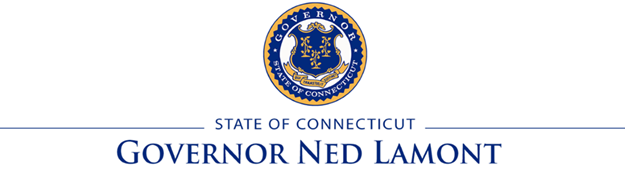 GOVERNOR
STATE OF CONNECTICUT
STATE OF CONNECTICUT
GOVERNOR NED LAMONT